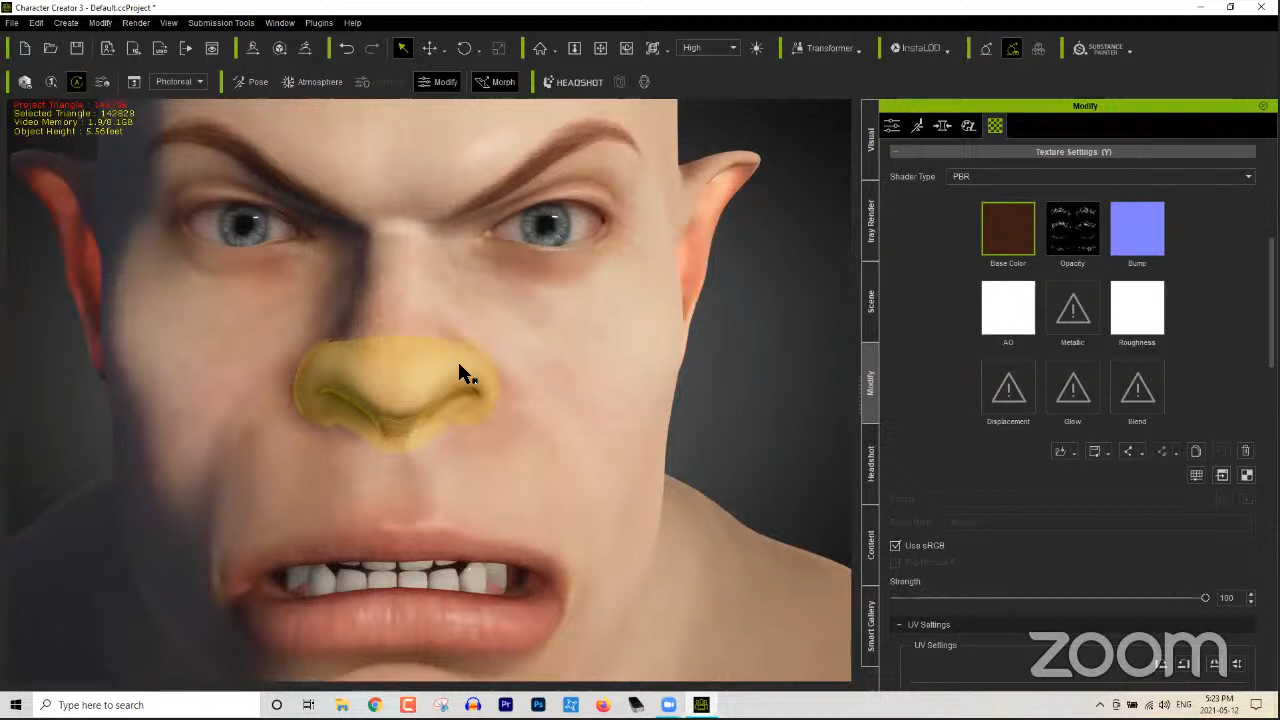 Character Creator 3 - Default.ccProject *
File Edit Create Modify Render View Submission Tools Window Plugins Help
High Transformer InstaLOD SUBSTANCE PAINTER
Photoreal Pose Atmosphere Modify Morph HEADSHOT
Selected Triangle : 142828
Video Memory : 1.9/8.1GB
Object Height : 5.56feet
Modify
Visual
Iray Render
Scene
Modify
Headshot
Content
Smart Gallery
Texture Settings (Y)
Shader Type PBR
Base Color Opacity Bump
AO Metallic Roughness
Displacement Glow Blend
Use sRGB
Strength
100
UV Settings
UV Settings
zoom
Type here to search
ENG
5:23 PM
2021-05-12